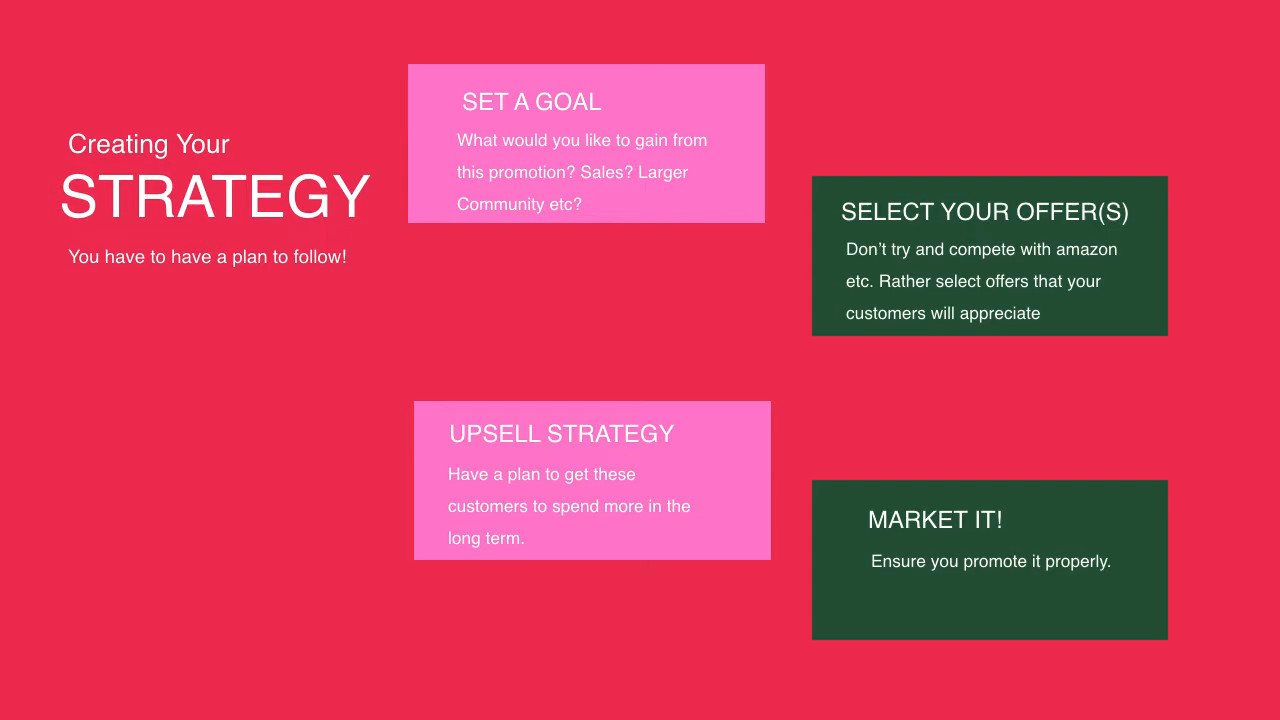 Creating Your
STRATEGY
You have to have a plan to follow!
SET A GOAL
What would you like to gain from
this promotion? Sales? Larger
Community etc?
SELECT YOUR OFFER(S)
Don’t try and compete with amazon
etc. Rather select offers that your
customers will appreciate
UPSELL STRATEGY
Have a plan to get these
customers to spend more in the
long term.
MARKET IT!
Ensure you promote it properly.